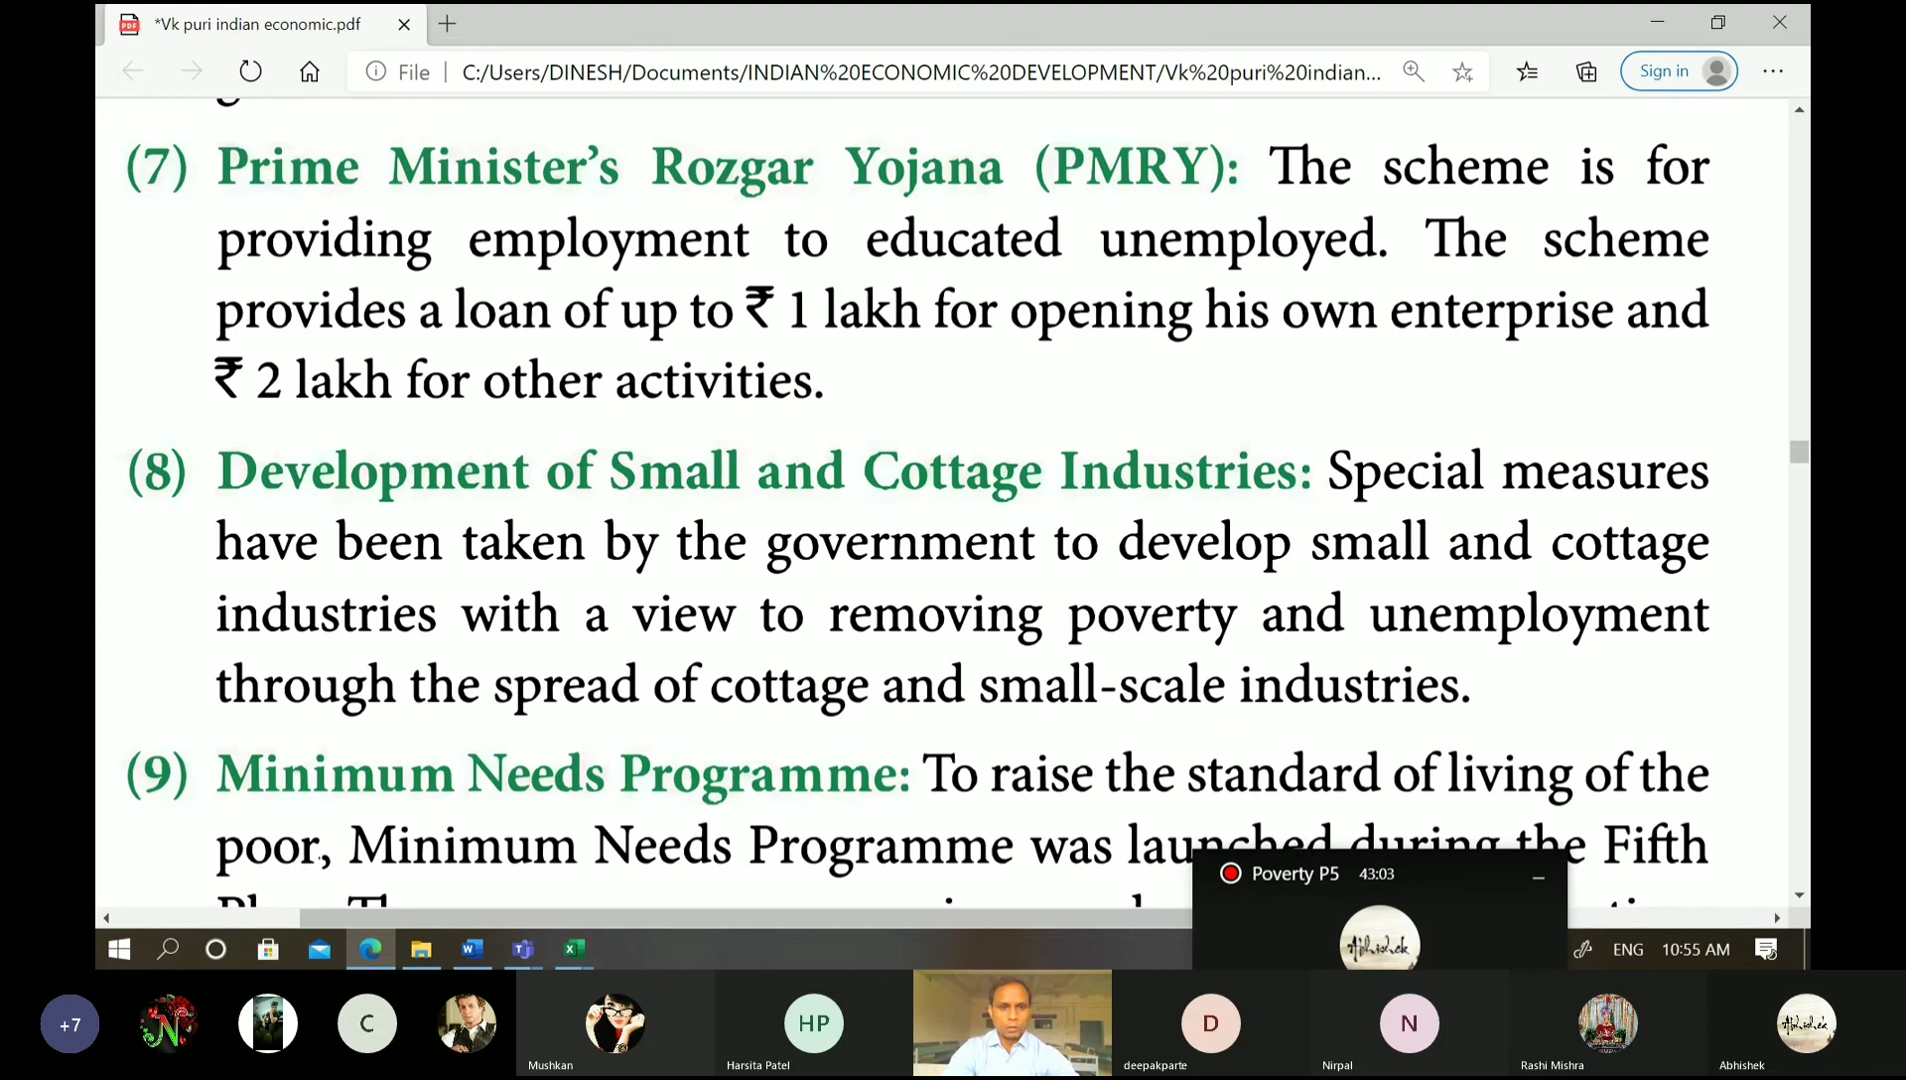 *Vk puri indian economic.pdf
File
C:/Users/DINESH/Documents/INDIAN%20ECONOMIC%20DEVELOPMENT/Vk%20puri%20indian...
Sign in
(7) Prime Minister's Rozgar Yojana (PMRY): The scheme is for
providing employment to educated unemployed. The scheme
provides a loan of up to ₹ 1 lakh for opening his own enterprise and
₹ 2 lakh for other activities.
(8) Development of Small and Cottage Industries: Special measures
have been taken by the government to develop small and cottage
industries with a view to removing poverty and unemployment
through the spread of cottage and small-scale industries.
(9) Minimum Needs Programme: To raise the standard of living of the
poor, Minimum Needs Programme was launched during the Fifth
Poverty P5 43:03
Abhishek
ENG 10:55 AM
+7
N
C
HP
D
N
Abhishek
Mushkan
Harsita Patel
deepakparte
Nirpal
Rashi Mishra
Abhishek